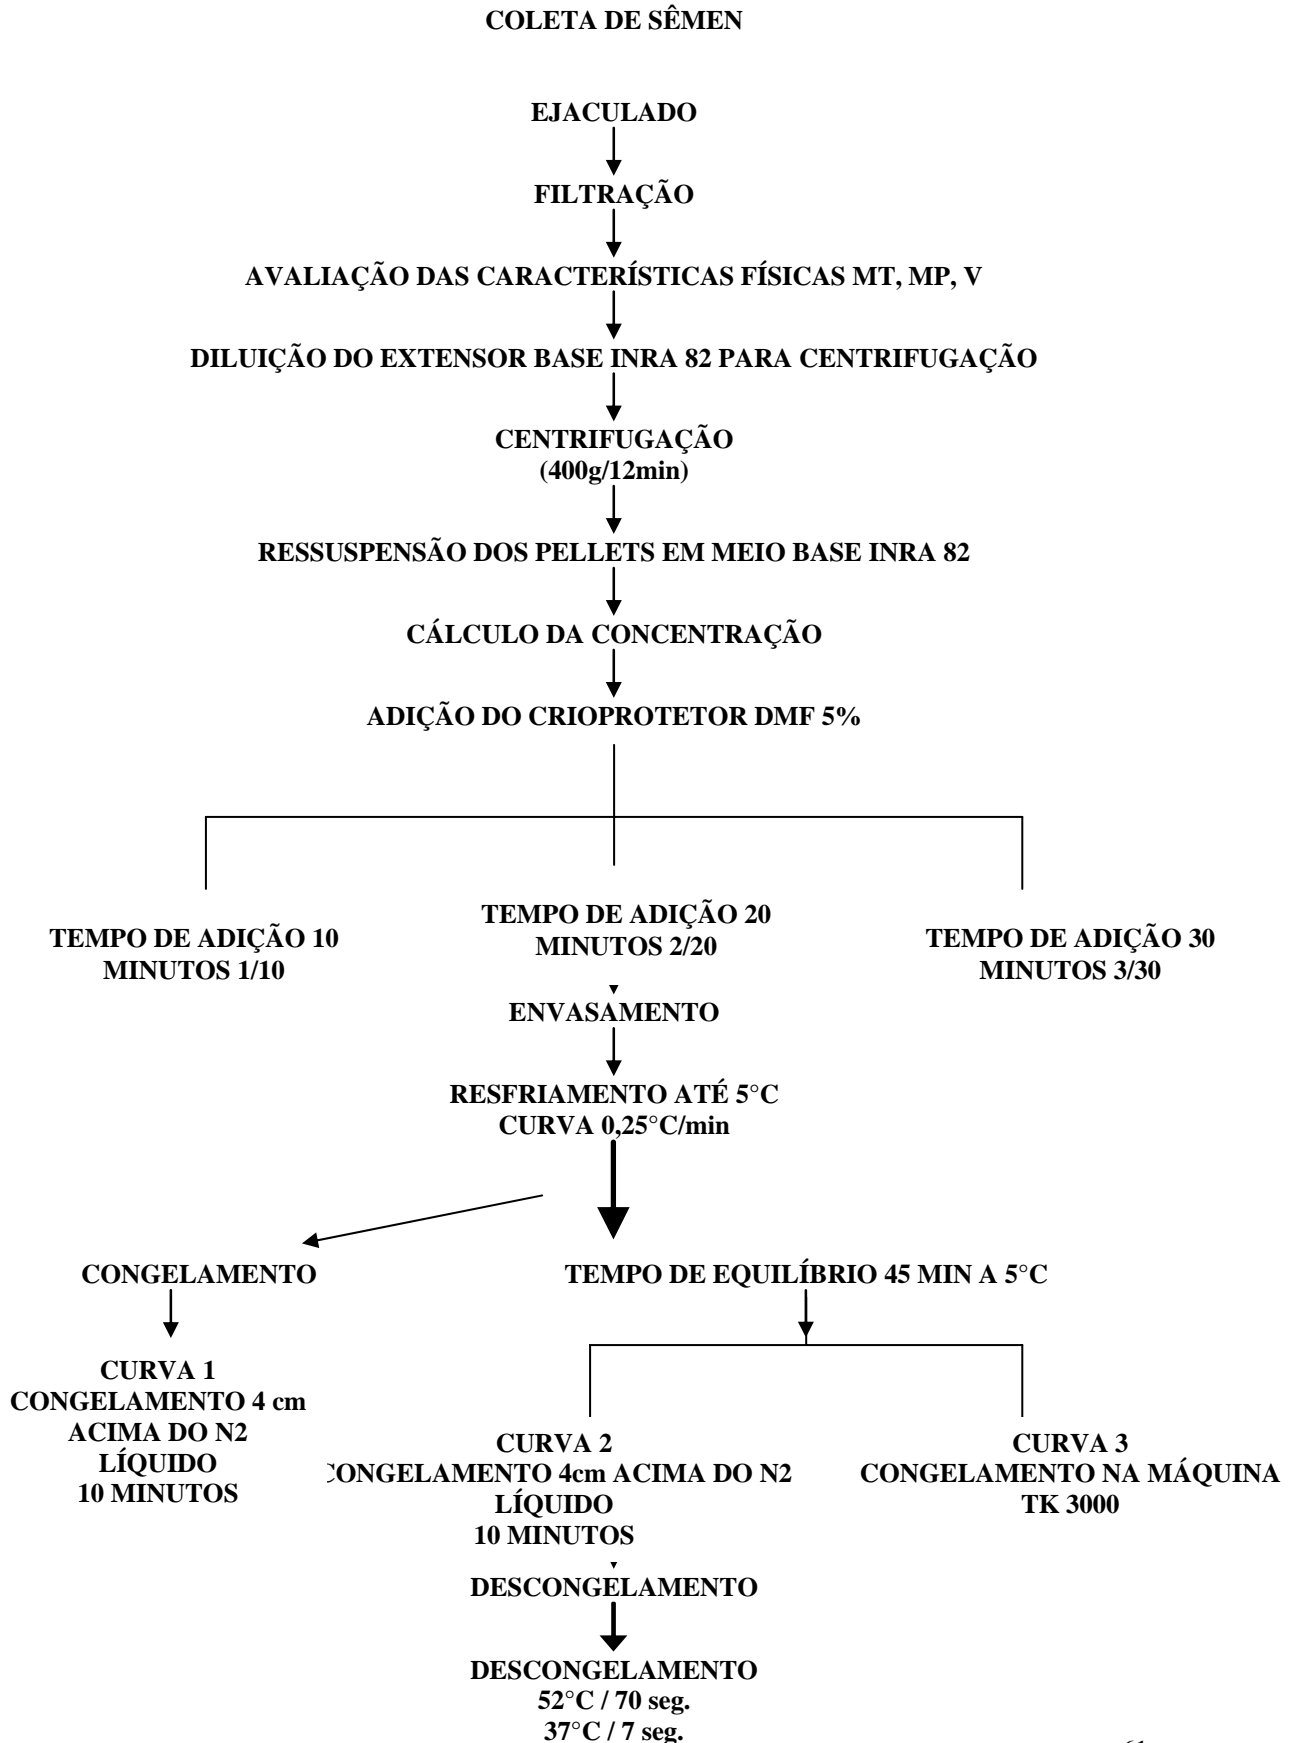 COLETA DE SÊMEN
EJACULADO
FILTRAÇÃO
AVALIAÇÃO DAS CARACTERÍSTICAS FÍSICAS MT, MP, V
DILUIÇÃO DO EXTENSOR BASE INRA 82 PARA CENTRIFUGAÇÃO
CENTRIFUGAÇÃO
(400g/12min)
RESSUSPENSÃO DOS PELLETS EM MEIO BASE INRA 82
CÁLCULO DA CONCENTRAÇÃO
ADIÇÃO DO CRIOPROTETOR DMF 5%
TEMPO DE ADIÇÃO 10
MINUTOS 1/10
TEMPO DE ADIÇÃO 20
MINUTOS 2/20
TEMPO DE ADIÇÃO 30
MINUTOS 3/30
ENVASAMENTO
RESFRIAMENTO ATÉ 5°C
CURVA 0,25°C/min
CONGELAMENTO
TEMPO DE EQUILÍBRIO 45 MIN A 5°C
CURVA 1
CONGELAMENTO 4 cm
ACIMA DO N2
LÍQUIDO
10 MINUTOS
CURVA 2
CONGELAMENTO 4cm ACIMA DO N2
LÍQUIDO
10 MINUTOS
CURVA 3
CONGELAMENTO NA MÁQUINA
TK 3000
DESCONGELAMENTO
DESCONGELAMENTO
52°C / 70 seg.
37°C / 7 seg.